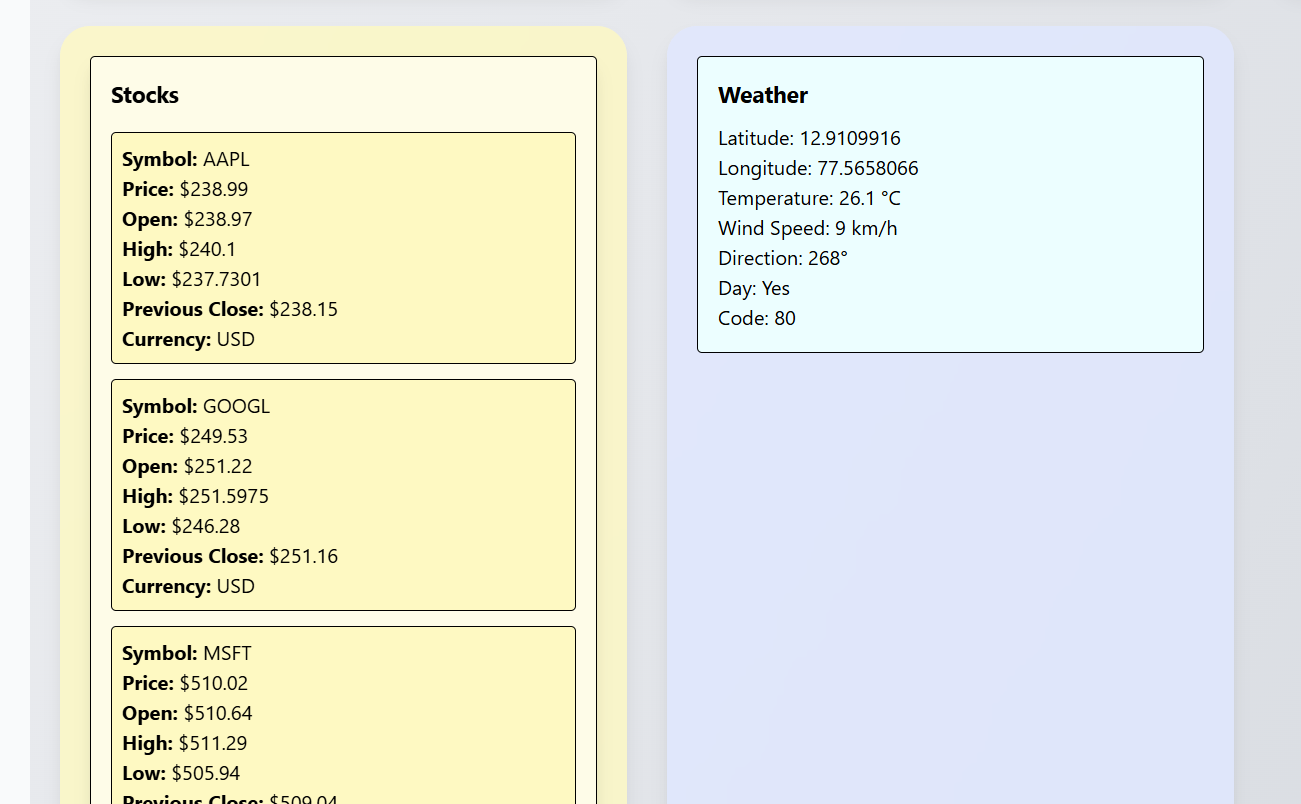 Stocks
Symbol: AAPL
Price: $238.99
Open: $238.97
High: $240.1
Low: $237.7301
Previous Close: $238.15
Currency: USD
Symbol: GOOGL
Price: $249.53
Open: $251.22
High: $251.5975
Low: $246.28
Previous Close: $251.16
Currency: USD
Symbol: MSFT
Price: $510.02
Open: $510.64
High: $511.29
Low: $505.94
Previous Close: $509.04
Weather
Latitude: 12.9109916
Longitude: 77.5658066
Temperature: 26.1 °C
Wind Speed: 9 km/h
Direction: 268°
Day: Yes
Code: 80